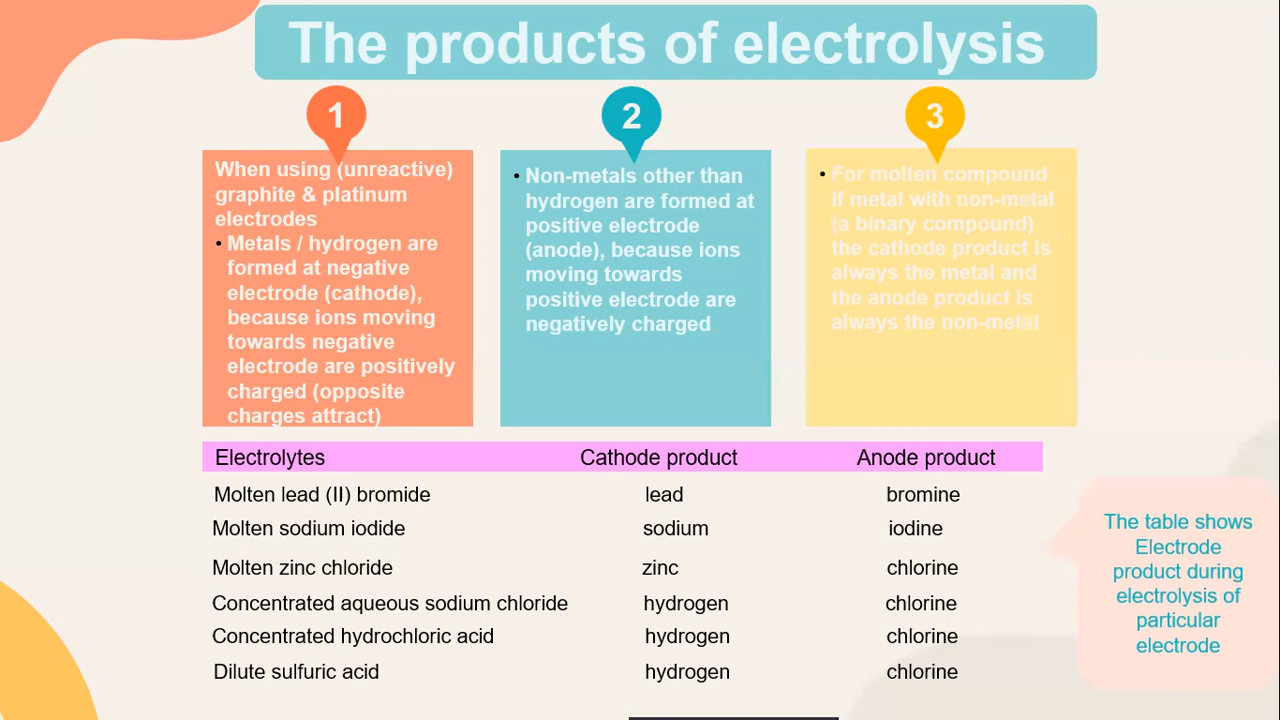 The products of electrolysis
1
2
3
When using (unreactive)
graphite & platinum
electrodes
• Metals / hydrogen are
formed at negative
electrode (cathode),
because ions moving
towards negative
electrode are positively
charged (opposite
charges attract)
• Non-metals other than
hydrogen are formed at
positive electrode
(anode), because ions
moving towards
positive electrode are
negatively charged
• For molten compound
if metal with non-metal
(a binary compound)
the cathode product is
always the metal and
the anode product is
always the non-metal
Electrolytes Cathode product Anode product
Molten lead (II) bromide lead bromine
Molten sodium iodide sodium iodine
Molten zinc chloride zinc chlorine
Concentrated aqueous sodium chloride hydrogen chlorine
Concentrated hydrochloric acid hydrogen chlorine
Dilute sulfuric acid hydrogen chlorine
The table shows
Electrode
product during
electrolysis of
particular
electrode